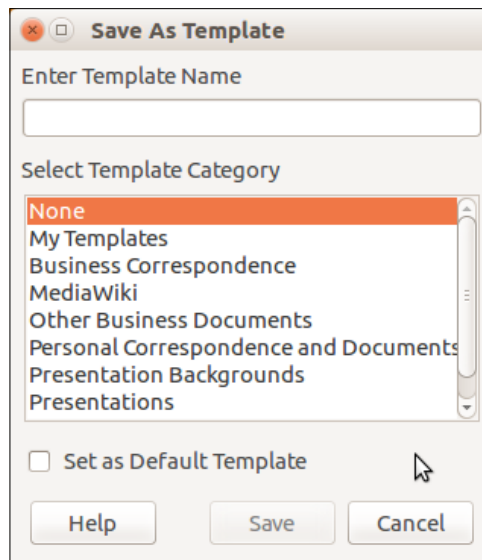 Save As Template
Enter Template Name
Select Template Category
None
My Templates
Business Correspondence
MediaWiki
Other Business Documents
Personal Correspondence and Documents
Presentation Backgrounds
Presentations
Set as Default Template
Help Save Cancel